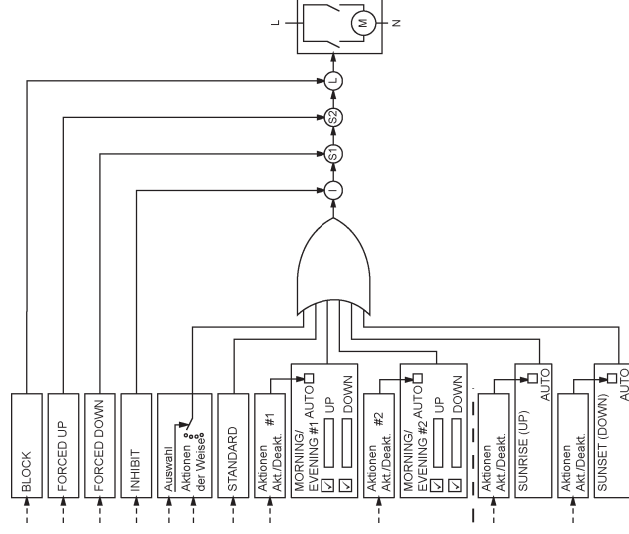 L
N
M
L
S2
S1
I
BLOCK
FORCED UP
FORCED DOWN
INHIBIT
Auswahl
Aktionen
der Weise
STANDARD
Aktionen
Akt./Deakt.
#1
MORNING/
EVENING #1 AUTO
UP
DOWN
Aktionen
Akt./Deakt.
#2
MORNING/
EVENING #2 AUTO
UP
DOWN
Aktionen
Akt./Deakt.
SUNRISE (UP)
AUTO
Aktionen
Akt./Deakt.
SUNSET (DOWN)
AUTO